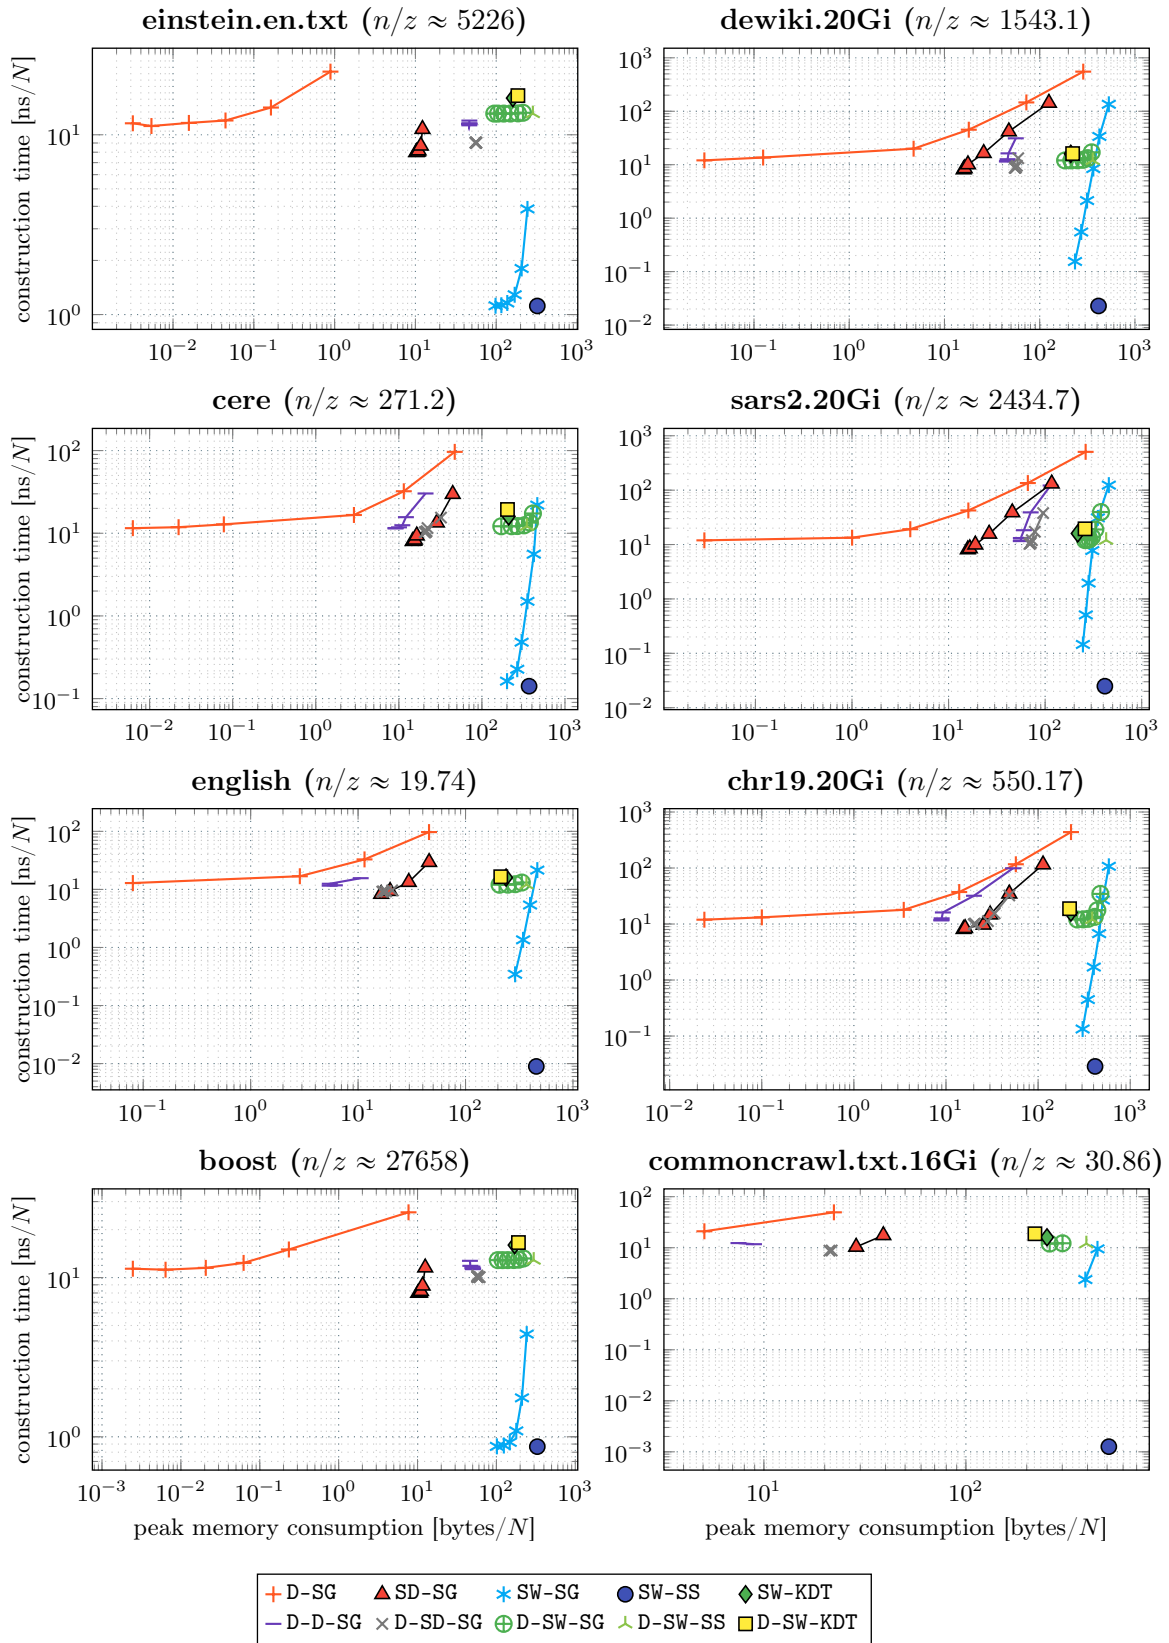 einstein.en.txt (n/z ≈ 5226)
dewiki.20Gi (n/z ≈ 1543.1)
construction time [ns/N]
10^1
10^0
10^−2 10^−1 10^0 10^1 10^2 10^3
10^3
10^2
10^1
10^0
10^−1
10^−2
10^−1 10^0 10^1 10^2 10^3
cere (n/z ≈ 271.2)
sars2.20Gi (n/z ≈ 2434.7)
construction time [ns/N]
10^2
10^1
10^0
10^−1
10^−2 10^−1 10^0 10^1 10^2 10^3
10^3
10^2
10^1
10^0
10^−1
10^−2
10^−1 10^0 10^1 10^2 10^3
english (n/z ≈ 19.74)
chr19.20Gi (n/z ≈ 550.17)
construction time [ns/N]
10^2
10^1
10^0
10^−1
10^−2
10^−1 10^0 10^1 10^2 10^3
10^3
10^2
10^1
10^0
10^−1
10^−2 10^−1 10^0 10^1 10^2 10^3
boost (n/z ≈ 27658)
commoncrawl.txt.16Gi (n/z ≈ 30.86)
construction time [ns/N]
10^1
10^0
10^−3 10^−2 10^−1 10^0 10^1 10^2 10^3
peak memory consumption [bytes/N]
10^2
10^1
10^0
10^−1
10^−2
10^−3
10^1 10^2
peak memory consumption [bytes/N]
D-SG SD-SG SW-SG SW-SS SW-KDT
D-D-SG D-SD-SG D-SW-SG D-SW-SS D-SW-KDT